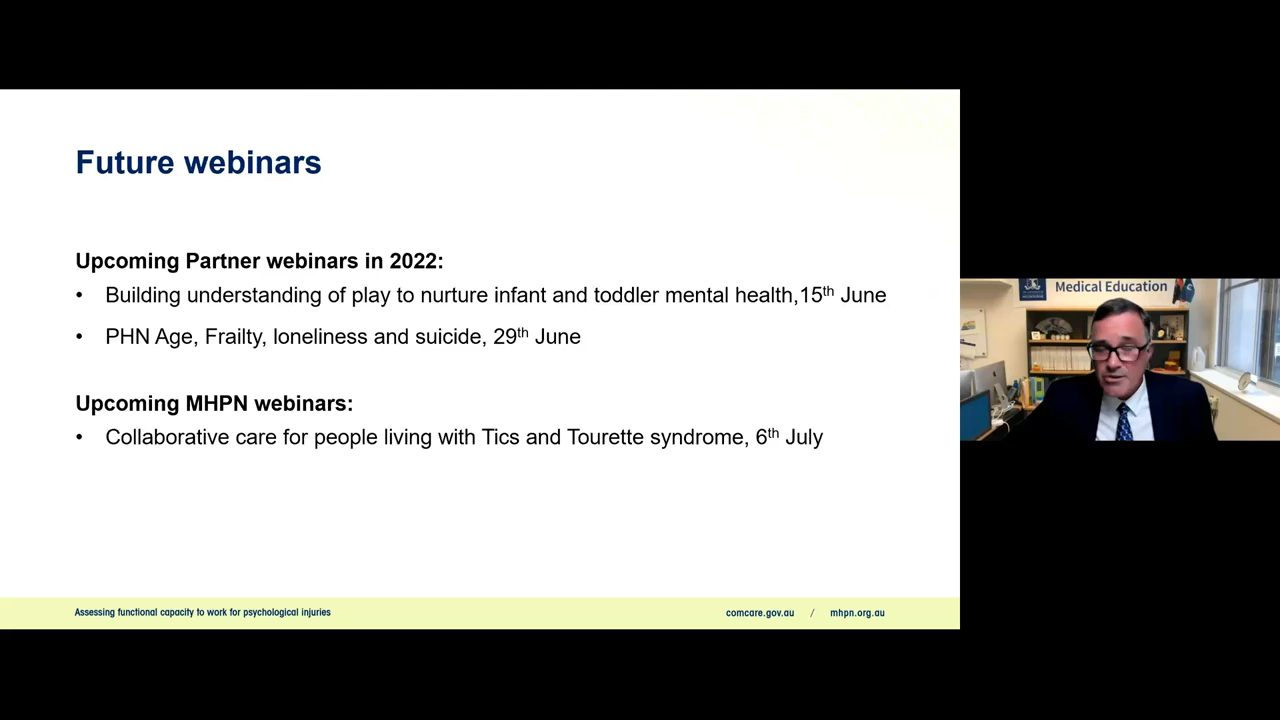 Future webinars
Upcoming Partner webinars in 2022:
• Building understanding of play to nurture infant and toddler mental health,15th June
• PHN Age, Frailty, loneliness and suicide, 29th June
Upcoming MHPN webinars:
• Collaborative care for people living with Tics and Tourette syndrome, 6th July
Assessing functional capacity to work for psychological injuries
comcare.gov.au / mhpn.org.au
Medical Education